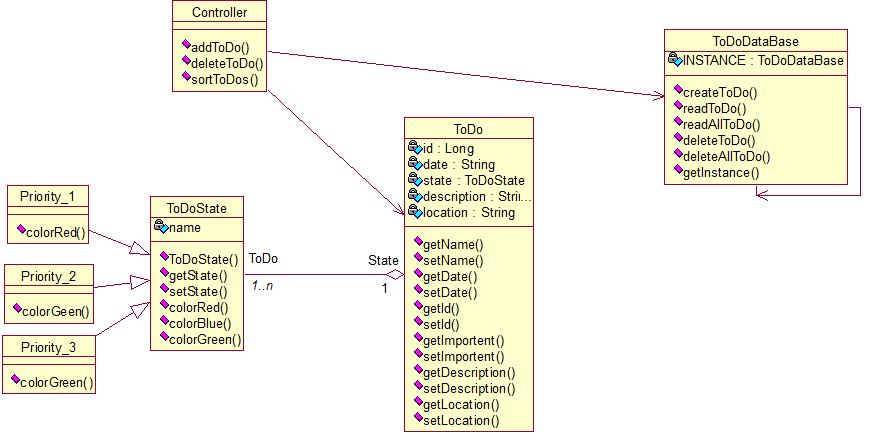 Controller
addToDo()
deleteToDo()
sortToDos()
ToDoDataBase
INSTANCE : ToDoDataBase
createToDo()
readToDo()
readAllToDo()
deleteToDo()
deleteAllToDo()
getInstance()
ToDo
id : Long
date : String
state : ToDoState
description : Strin...
location : String
getName()
setName()
getDate()
setDate()
getId()
setId()
getImportent()
setImportent()
getDescription()
setDescription()
getLocation()
setLocation()
Priority_1
colorRed()
Priority_2
colorGeen()
Priority_3
colorGreen()
ToDoState
name
ToDoState()
getState()
setState()
colorRed()
colorBlue()
colorGreen()
ToDo
1..n
State
1